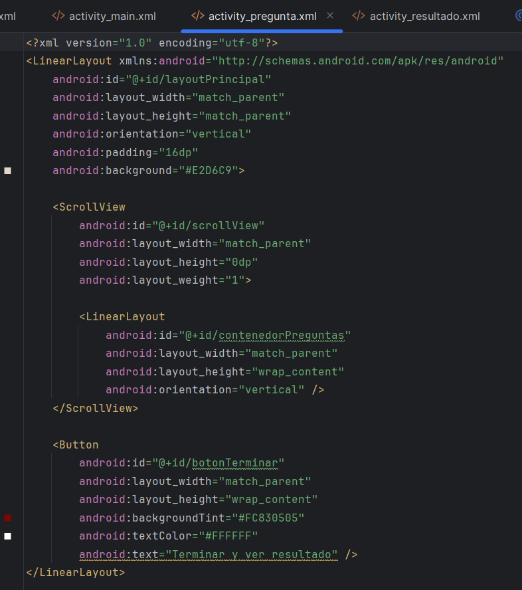 xml
</> activity_main.xml
</> activity_pregunta.xml ×
</> activity_resultado.xml
<?xml version="1.0" encoding="utf-8"?>
<LinearLayout xmlns:android="http://schemas.android.com/apk/res/android"
    android:id="@+id/layoutPrincipal"
    android:layout_width="match_parent"
    android:layout_height="match_parent"
    android:orientation="vertical"
    android:padding="16dp"
    android:background="#E2D6C9">
    <ScrollView
        android:id="@+id/scrollView"
        android:layout_width="match_parent"
        android:layout_height="0dp"
        android:layout_weight="1">
        <LinearLayout
            android:id="@+id/contenedorPreguntas"
            android:layout_width="match_parent"
            android:layout_height="wrap_content"
            android:orientation="vertical" />
    </ScrollView>
    <Button
        android:id="@+id/botonTerminar"
        android:layout_width="match_parent"
        android:layout_height="wrap_content"
        android:backgroundTint="#FC830505"
        android:textColor="#FFFFFF"
        android:text="Terminar y ver resultado" />
</LinearLayout>